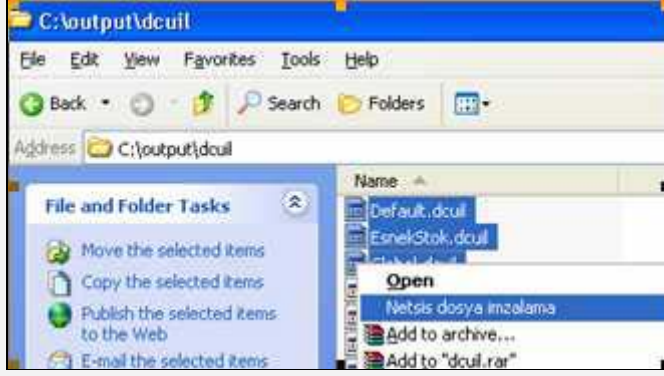 C:\output\dcuil
File Edit View Favorites Tools Help
Back Search Folders
Address C:\output\dcuil
Name
File and Folder Tasks
Default.dcuil
EsnekStok.dcuil
Move the selected items
Open
Copy the selected items
Netsis dosya imzalama
Publish the selected items
to the Web
Add to archive...
E-mail the selected items
Add to "dcuil.rar"